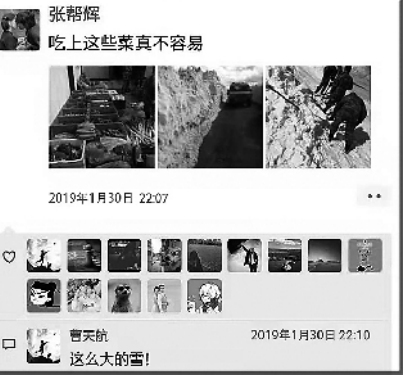 张帮辉
吃上这些菜真不容易
2019年1月30日 22:07
曹天航
2019年1月30日 22:10
这么大的雪!